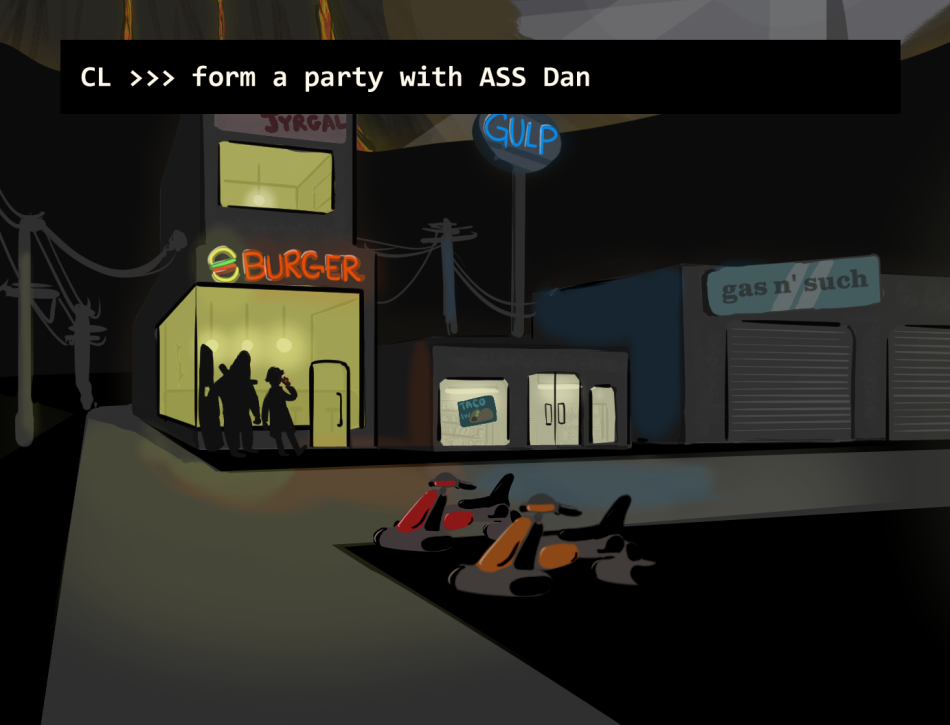 CL >>> form a party with ASS Dan
JYRGAL
GULP
BURGER
gas n' such
TACO